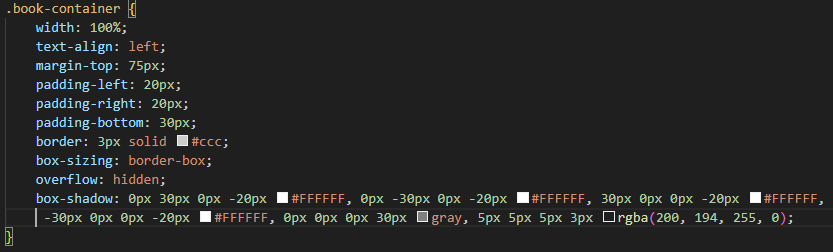 .book-container {
    width: 100%;
    text-align: left;
    margin-top: 75px;
    padding-left: 20px;
    padding-right: 20px;
    padding-bottom: 30px;
    border: 3px solid #ccc;
    box-sizing: border-box;
    overflow: hidden;
    box-shadow: 0px 30px 0px -20px #FFFFFF, 0px -30px 0px -20px #FFFFFF, 30px 0px 0px -20px #FFFFFF,
     -30px 0px 0px -20px #FFFFFF, 0px 0px 0px 30px gray, 5px 5px 5px 3px rgba(200, 194, 255, 0);
}